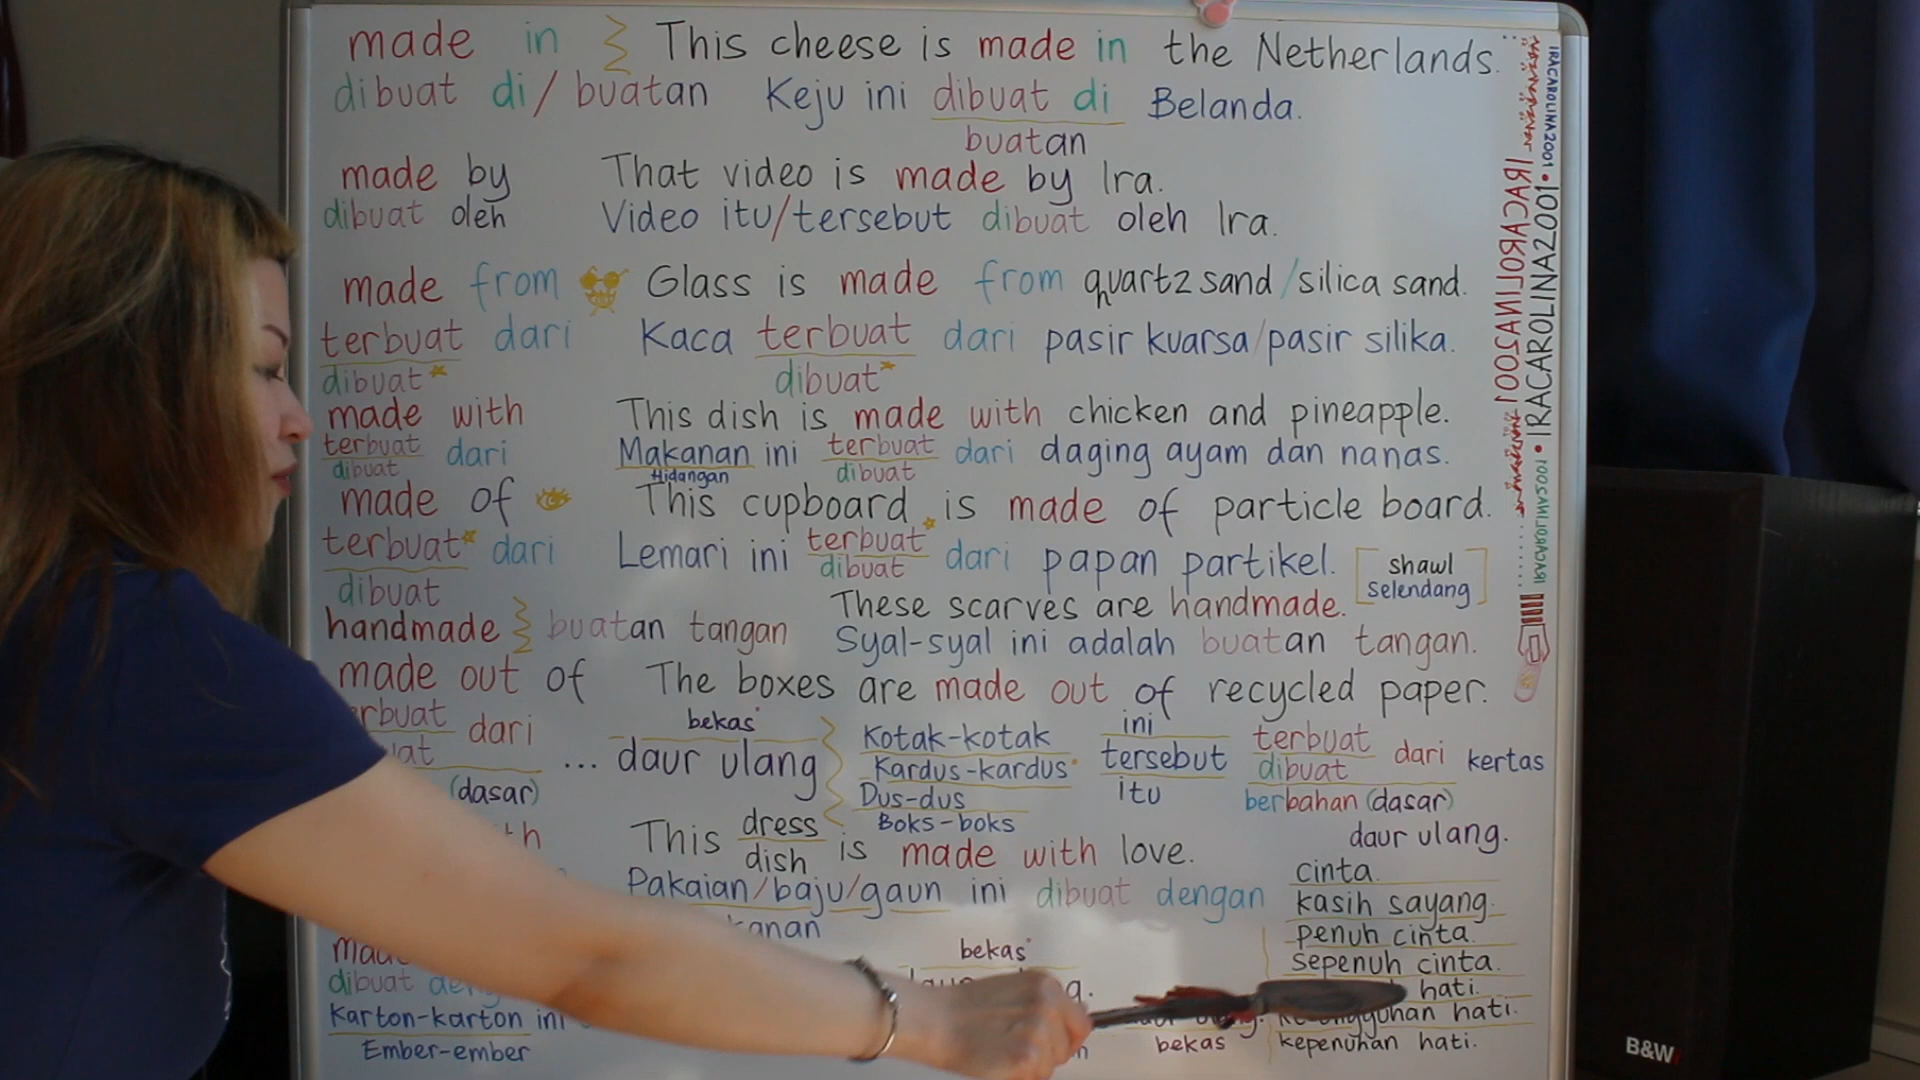 made in This cheese is made in the Netherlands.
dibuat di / buatan Keju ini dibuat di Belanda.
buatan
made by That video is made by Ira.
dibuat oleh Video itu/tersebut dibuat oleh Ira.
made from Glass is made from quartz sand / silica sand.
terbuat dari Kaca terbuat dari pasir kuarsa/pasir silika.
dibuat* dibuat*
made with This dish is made with chicken and pineapple.
terbuat dari Makanan ini terbuat dari daging ayam dan nanas.
dibuat Hidangan dibuat
made of This cupboard is made of particle board.
terbuat* dari Lemari ini terbuat* dari papan partikel.
dibuat dibuat
shawl
Selendang
handmade buatan tangan These scarves are handmade.
Syal-syal ini adalah buatan tangan.
made out of The boxes are made out of recycled paper.
dari ... daur ulang
bekas
(dasar)
Kotak-kotak ini terbuat dari kertas
Kardus-kardus tersebut dibuat
Dus-dus itu berbahan (dasar)
Boks-boks daur ulang.
This dress is made with love.
dish
Pakaian/baju/gaun ini dibuat dengan
cinta.
kasih sayang.
penuh cinta.
sepenuh cinta.
hati.
hati.
kepenuhan hati.
bekas
dibuat
Karton-karton ini
Ember-ember
bekas
IRACAROLINA2001
IRACAROLINA2001
IRACAROLINA2001
IRACAROLINA2001
B&W